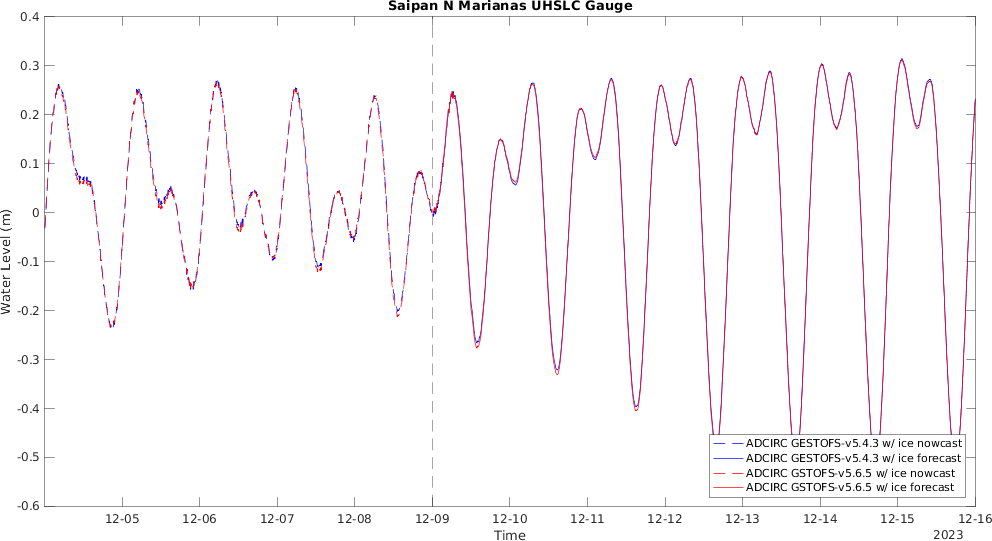 Saipan N Marianas UHSLC Gauge
0.4
0.3
0.2
0.1
0
-0.1
-0.2
-0.3
-0.4
-0.5
-0.6
Water Level (m)
ADCIRC GESTOFS-v5.4.3 w/ ice nowcast
ADCIRC GESTOFS-v5.4.3 w/ ice forecast
ADCIRC GSTOFS-v5.6.5 w/ ice nowcast
ADCIRC GSTOFS-v5.6.5 w/ ice forecast
12-05 12-06 12-07 12-08 12-09 12-10 12-11 12-12 12-13 12-14 12-15 12-16
Time
2023